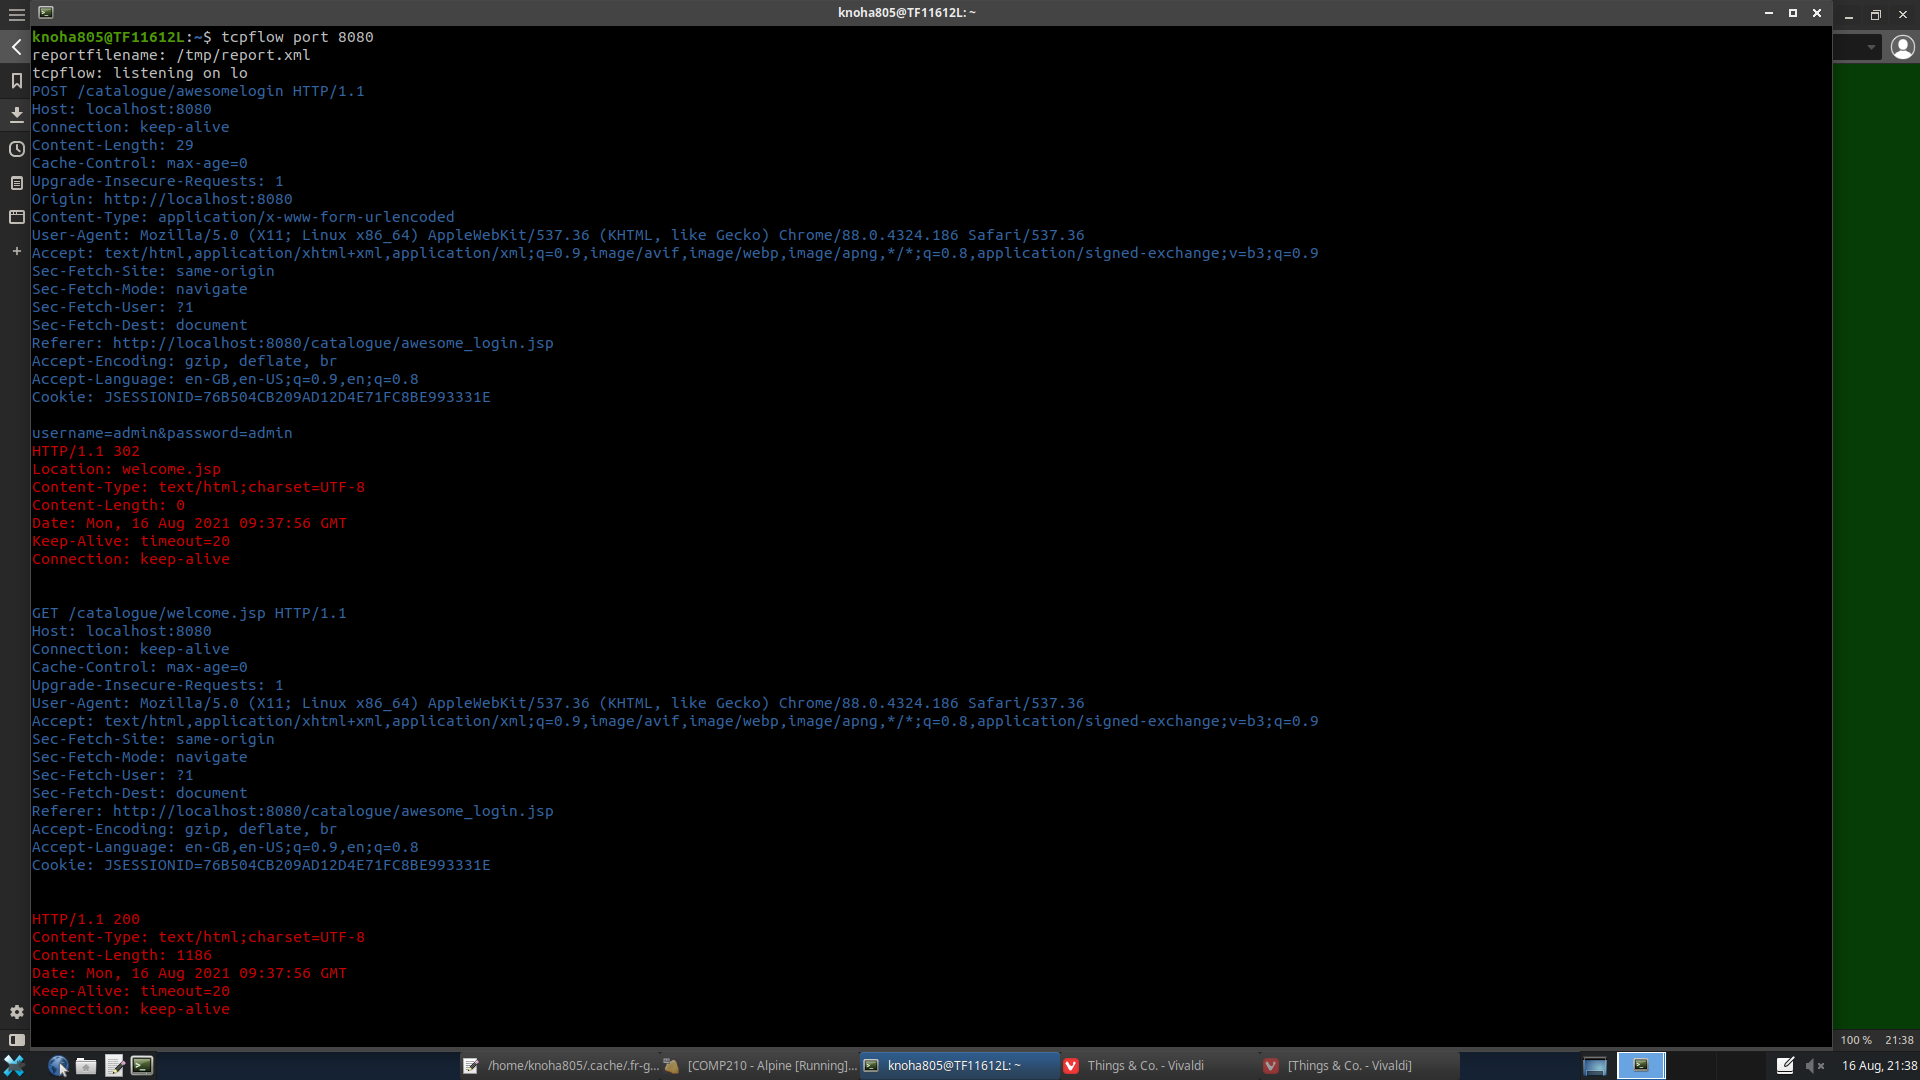 knoha805@TF11612L: ~
knoha805@TF11612L:~$ tcpflow port 8080
reportfilename: /tmp/report.xml
tcpflow: listening on lo
POST /catalogue/awesomelogin HTTP/1.1
Host: localhost:8080
Connection: keep-alive
Content-Length: 29
Cache-Control: max-age=0
Upgrade-Insecure-Requests: 1
Origin: http://localhost:8080
Content-Type: application/x-www-form-urlencoded
User-Agent: Mozilla/5.0 (X11; Linux x86_64) AppleWebKit/537.36 (KHTML, like Gecko) Chrome/88.0.4324.186 Safari/537.36
Accept: text/html,application/xhtml+xml,application/xml;q=0.9,image/avif,image/webp,image/apng,*/*;q=0.8,application/signed-exchange;v=b3;q=0.9
Sec-Fetch-Site: same-origin
Sec-Fetch-Mode: navigate
Sec-Fetch-User: ?1
Sec-Fetch-Dest: document
Referer: http://localhost:8080/catalogue/awesome_login.jsp
Accept-Encoding: gzip, deflate, br
Accept-Language: en-GB,en-US;q=0.9,en;q=0.8
Cookie: JSESSIONID=76B504CB209AD12D4E71FC8BE993331E
username=admin&password=admin
HTTP/1.1 302
Location: welcome.jsp
Content-Type: text/html;charset=UTF-8
Content-Length: 0
Date: Mon, 16 Aug 2021 09:37:56 GMT
Keep-Alive: timeout=20
Connection: keep-alive
GET /catalogue/welcome.jsp HTTP/1.1
Host: localhost:8080
Connection: keep-alive
Cache-Control: max-age=0
Upgrade-Insecure-Requests: 1
User-Agent: Mozilla/5.0 (X11; Linux x86_64) AppleWebKit/537.36 (KHTML, like Gecko) Chrome/88.0.4324.186 Safari/537.36
Accept: text/html,application/xhtml+xml,application/xml;q=0.9,image/avif,image/webp,image/apng,*/*;q=0.8,application/signed-exchange;v=b3;q=0.9
Sec-Fetch-Site: same-origin
Sec-Fetch-Mode: navigate
Sec-Fetch-User: ?1
Sec-Fetch-Dest: document
Referer: http://localhost:8080/catalogue/awesome_login.jsp
Accept-Encoding: gzip, deflate, br
Accept-Language: en-GB,en-US;q=0.9,en;q=0.8
Cookie: JSESSIONID=76B504CB209AD12D4E71FC8BE993331E
HTTP/1.1 200
Content-Type: text/html;charset=UTF-8
Content-Length: 1186
Date: Mon, 16 Aug 2021 09:37:56 GMT
Keep-Alive: timeout=20
Connection: keep-alive
100 % 21:38
/home/knoha805/.cache/.fr-g... [COMP210 - Alpine [Running]... knoha805@TF11612L: ~ Things & Co. - Vivaldi [Things & Co. - Vivaldi] 16 Aug, 21:38